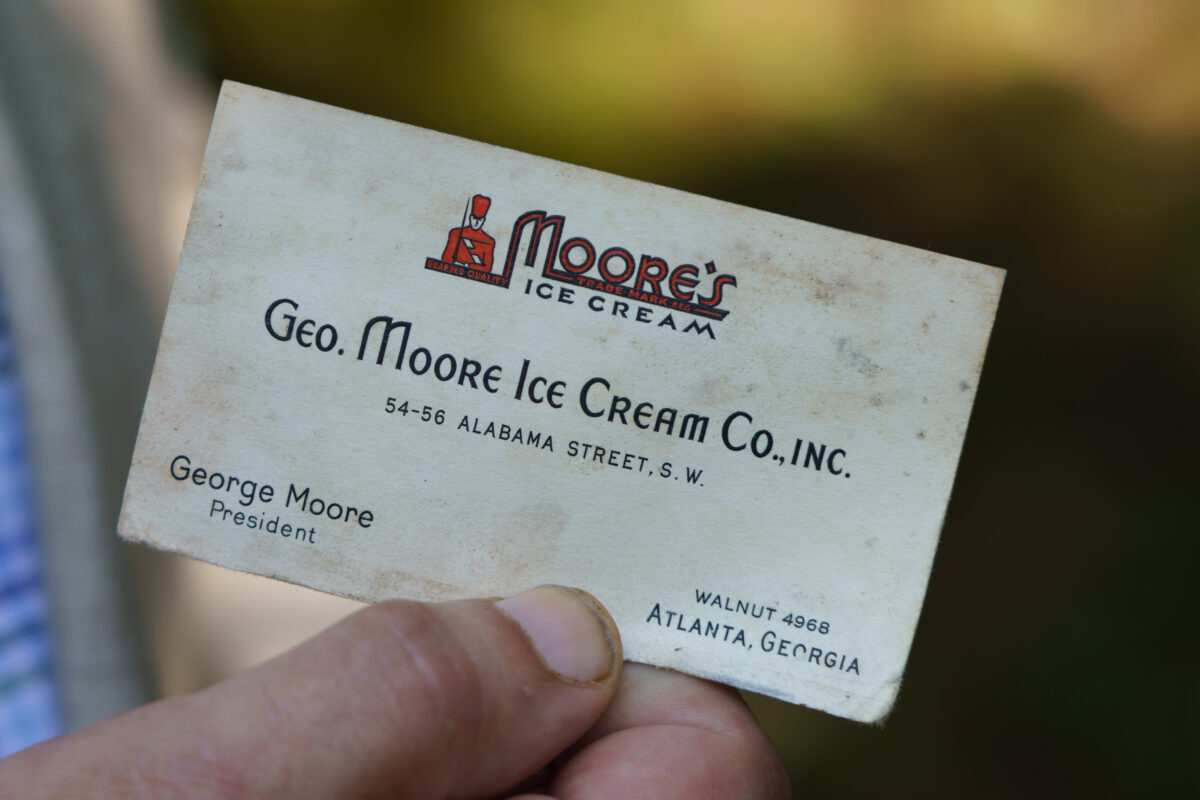 MOORE'S
GUARDED QUALITY
TRADE MARK REG
ICE CREAM
GEO. MOORE ICE CREAM CO., INC.
54-56 ALABAMA STREET, S. W.
George Moore
President
WALNUT 4968
ATLANTA, GEORGIA